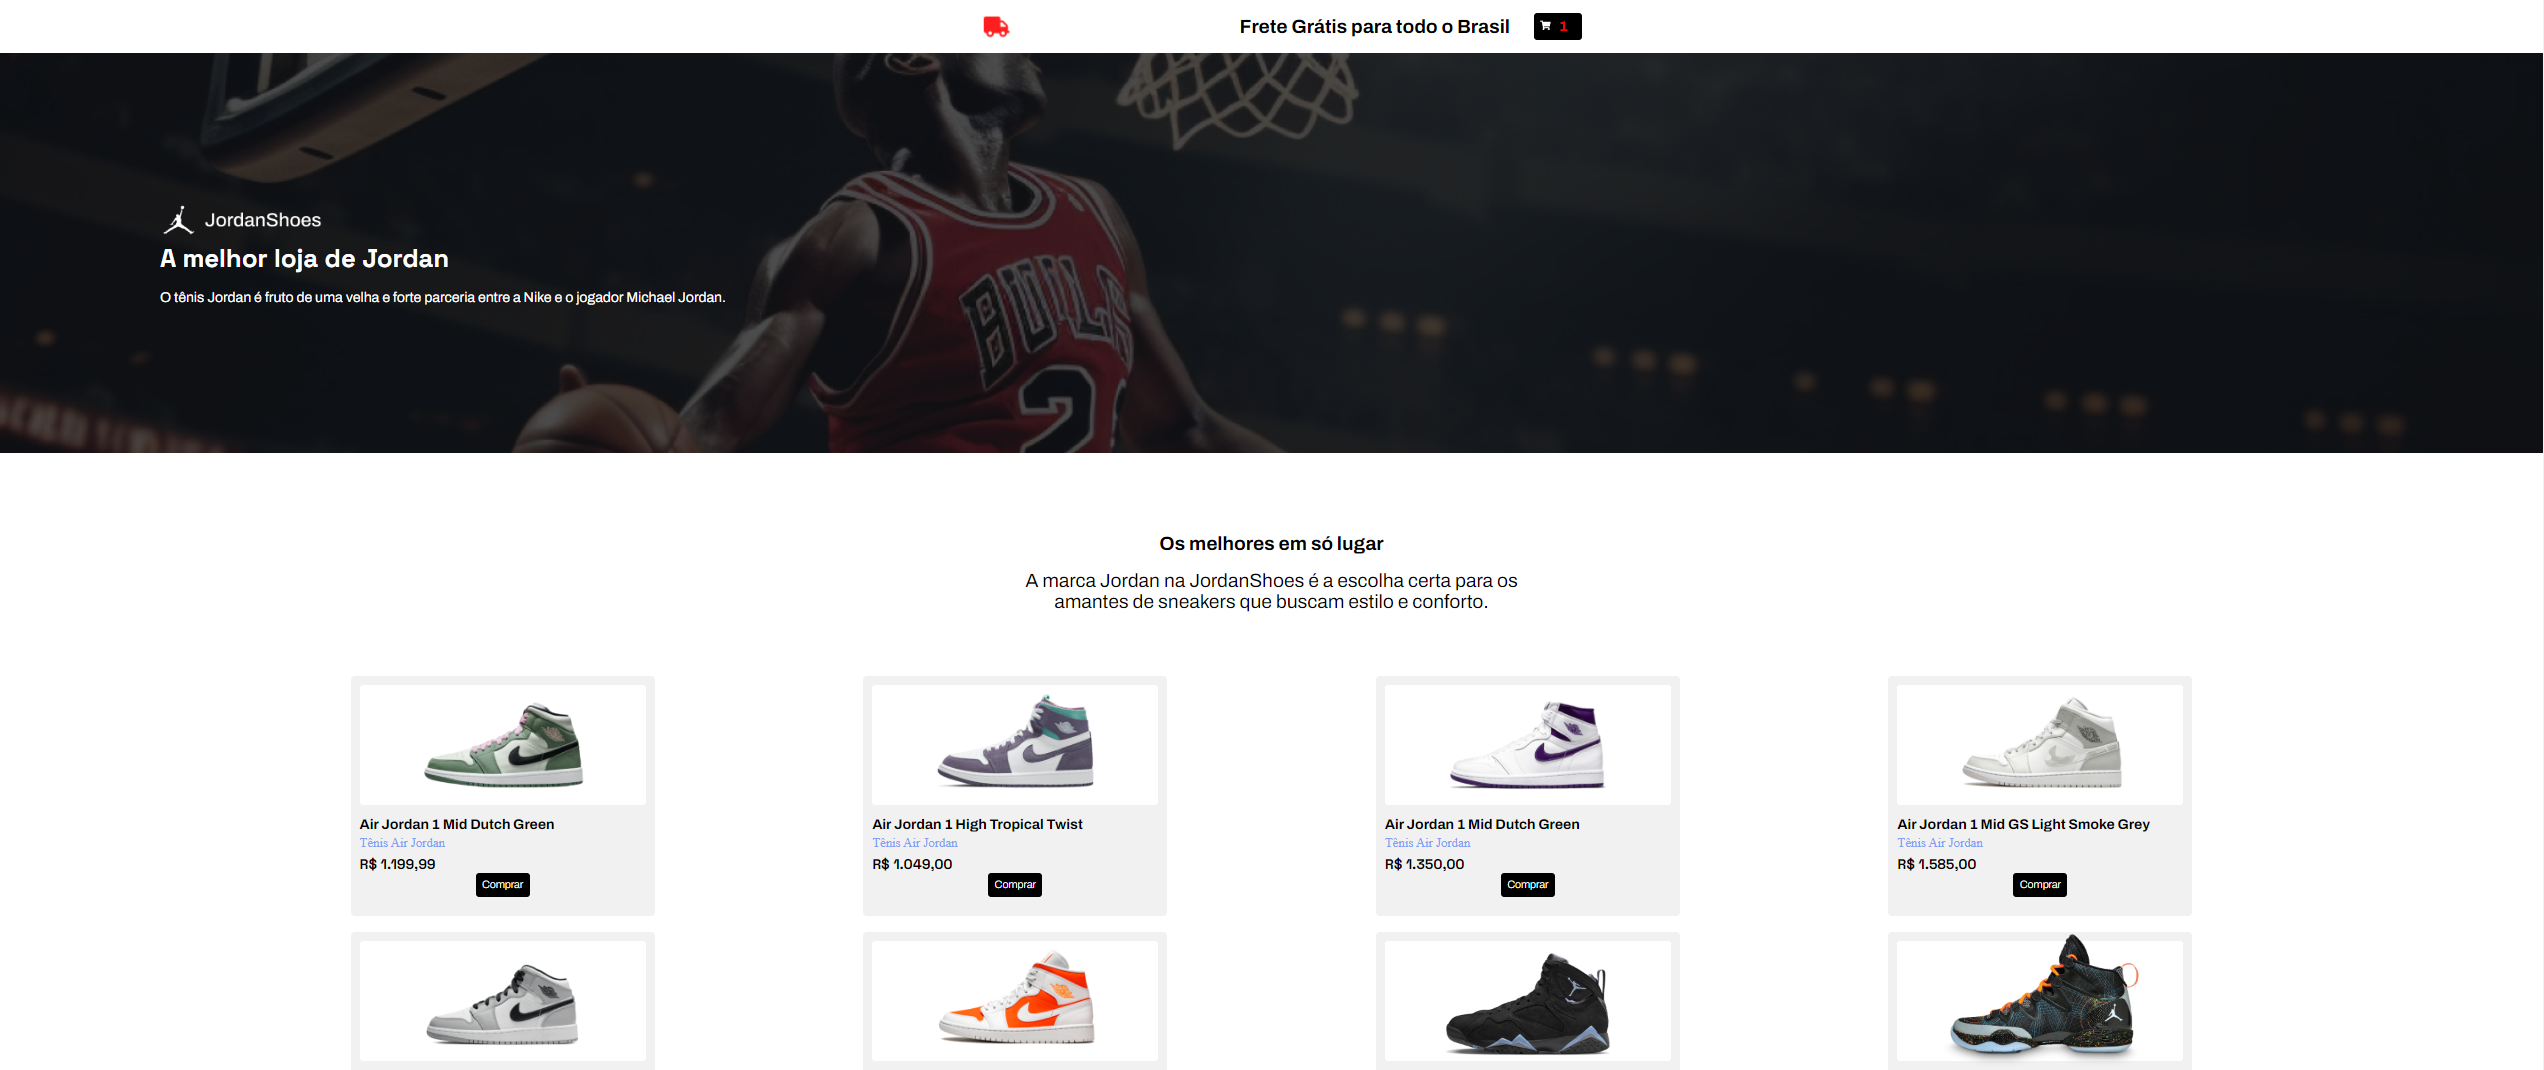 Frete Grátis para todo o Brasil
1
JordanShoes
A melhor loja de Jordan
O tênis Jordan é fruto de uma velha e forte parceria entre a Nike e o jogador Michael Jordan.
BULLS
2
Os melhores em só lugar
A marca Jordan na JordanShoes é a escolha certa para os
amantes de sneakers que buscam estilo e conforto.
Air Jordan 1 Mid Dutch Green
Tênis Air Jordan
R$ 1.199,99
Comprar
Air Jordan 1 High Tropical Twist
Tênis Air Jordan
R$ 1.049,00
Comprar
Air Jordan 1 Mid Dutch Green
Tênis Air Jordan
R$ 1.350,00
Comprar
Air Jordan 1 Mid GS Light Smoke Grey
Tênis Air Jordan
R$ 1.585,00
Comprar